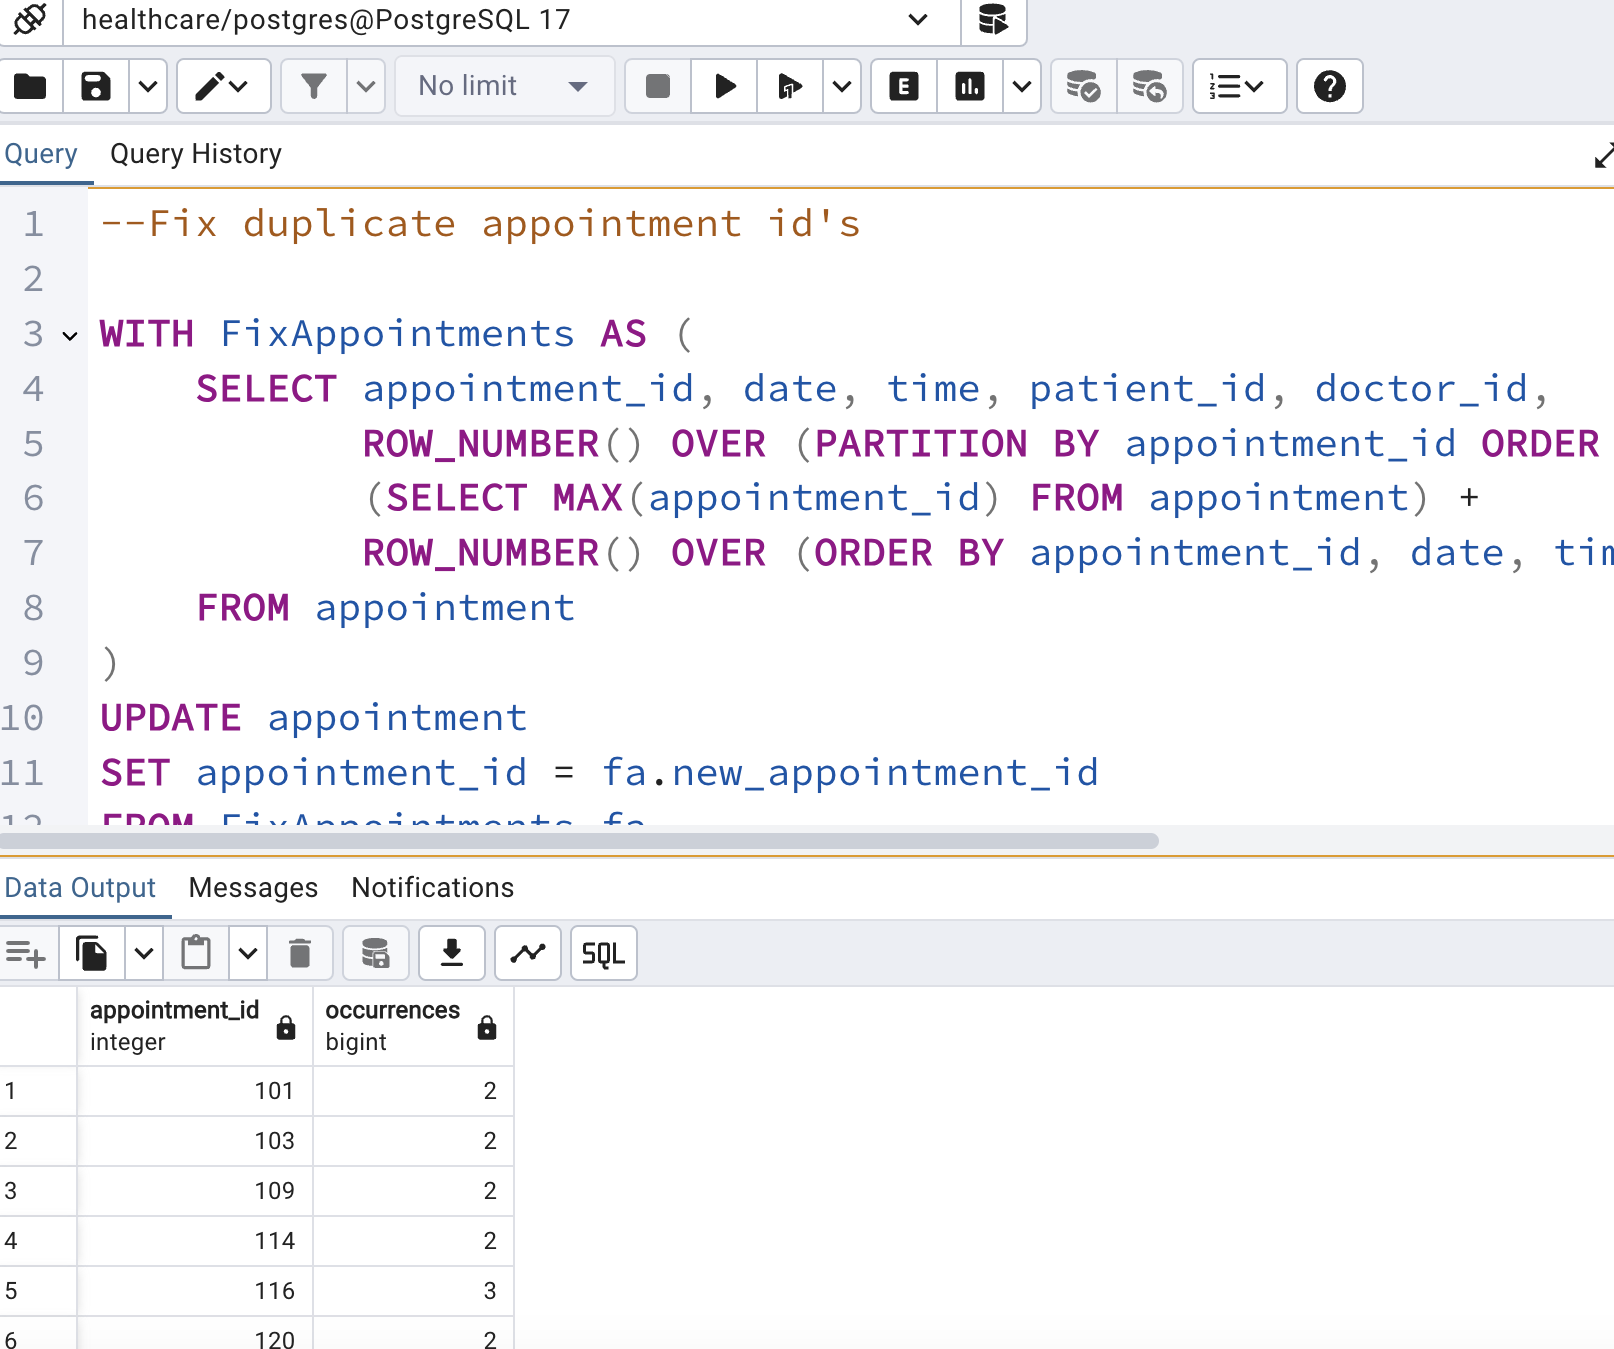 healthcare/postgres@PostgreSQL 17
No limit
E
Query Query History
1 --Fix duplicate appointment id's
2
3 WITH FixAppointments AS (
4 SELECT appointment_id, date, time, patient_id, doctor_id,
5 ROW_NUMBER() OVER (PARTITION BY appointment_id ORDER
6 (SELECT MAX(appointment_id) FROM appointment) +
7 ROW_NUMBER() OVER (ORDER BY appointment_id, date, tim
8 FROM appointment
9 )
10 UPDATE appointment
11 SET appointment_id = fa.new_appointment_id
12 FROM FixAppointments fa
Data Output Messages Notifications
SQL
appointment_id occurrences
integer bigint
1 101 2
2 103 2
3 109 2
4 114 2
5 116 3
6 120 2